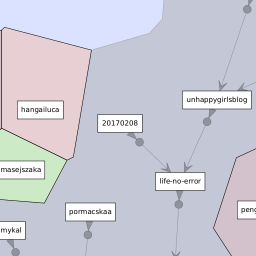 unhappygirlsblog
hangailuca
20170208
masejszaka
life-no-error
pormacskaa
peng
mykal